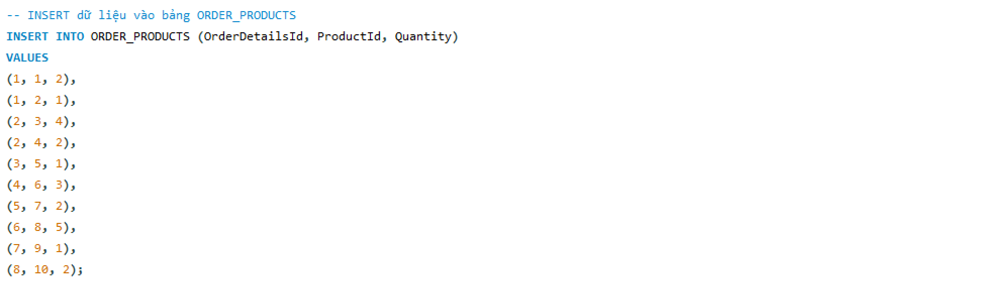 -- INSERT dữ liệu vào bảng ORDER_PRODUCTS
INSERT INTO ORDER_PRODUCTS (OrderDetailsId, ProductId, Quantity)
VALUES
(1, 1, 2),
(1, 2, 1),
(2, 3, 4),
(2, 4, 2),
(3, 5, 1),
(4, 6, 3),
(5, 7, 2),
(6, 8, 5),
(7, 9, 1),
(8, 10, 2);